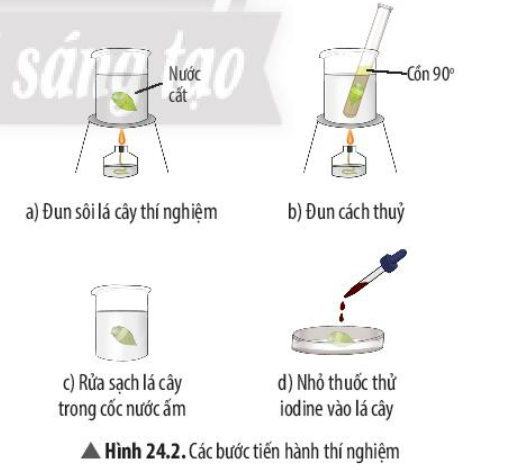 sáng tạo
Nước
cất
Cồn 90º
a) Đun sôi lá cây thí nghiệm
b) Đun cách thuỷ
c) Rửa sạch lá cây
trong cốc nước ấm
d) Nhỏ thuốc thử
iodine vào lá cây
▲ Hình 24.2. Các bước tiến hành thí nghiệm